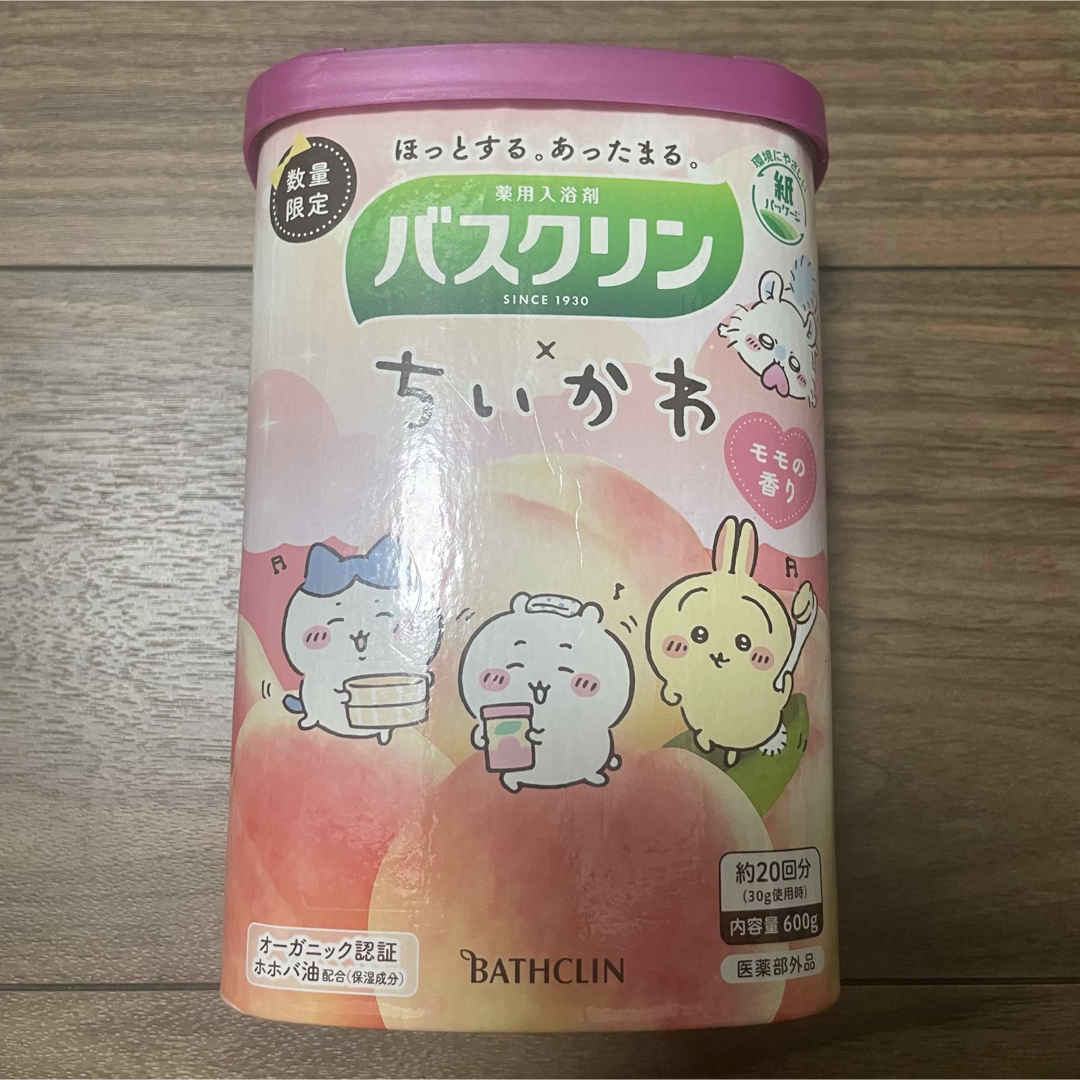 ほっとする。あったまる。
数量
限定
薬用入浴剤
バスクリン
SINCE 1930
環境にやさしい
紙
パッケージ
×
ちいかわ
モモの
香り
約20回分
(30g使用時)
内容量 600g
医薬部外品
オーガニック認証
ホホバ油配合(保湿成分)
BATHCLIN